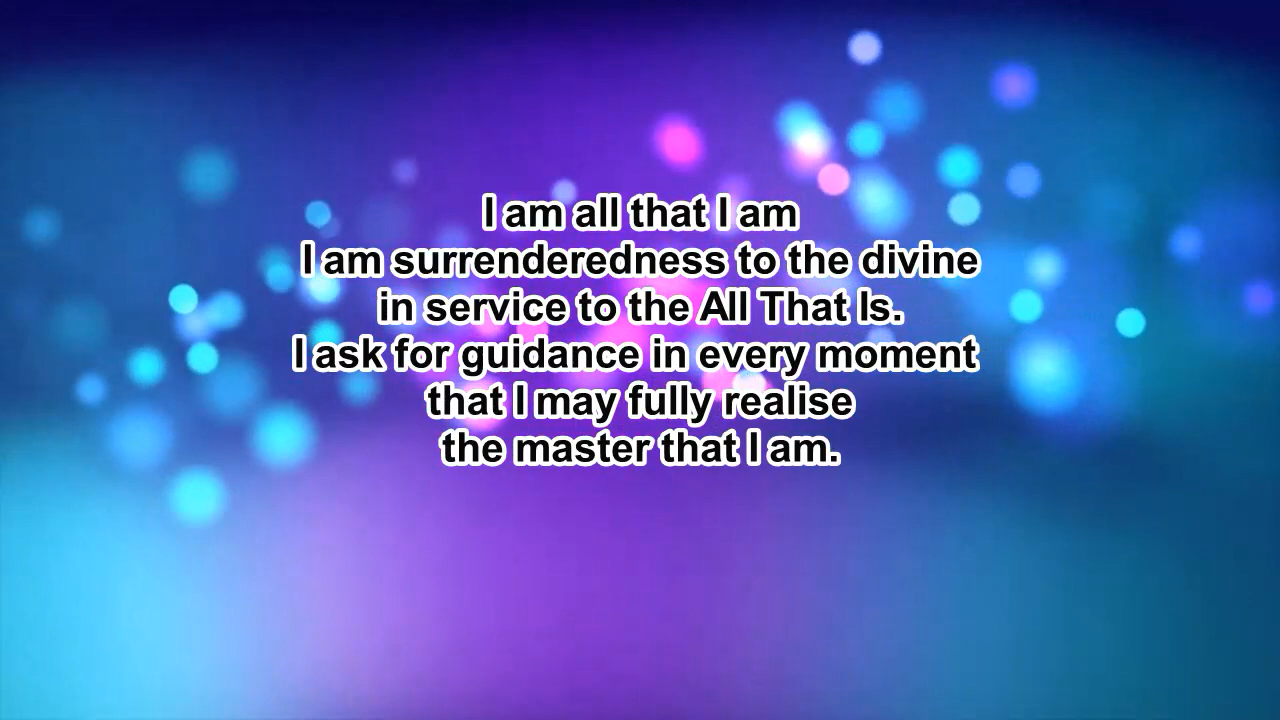 I am all that I am
I am surrenderedness to the divine
in service to the All That Is.
I ask for guidance in every moment
that I may fully realise
the master that I am.